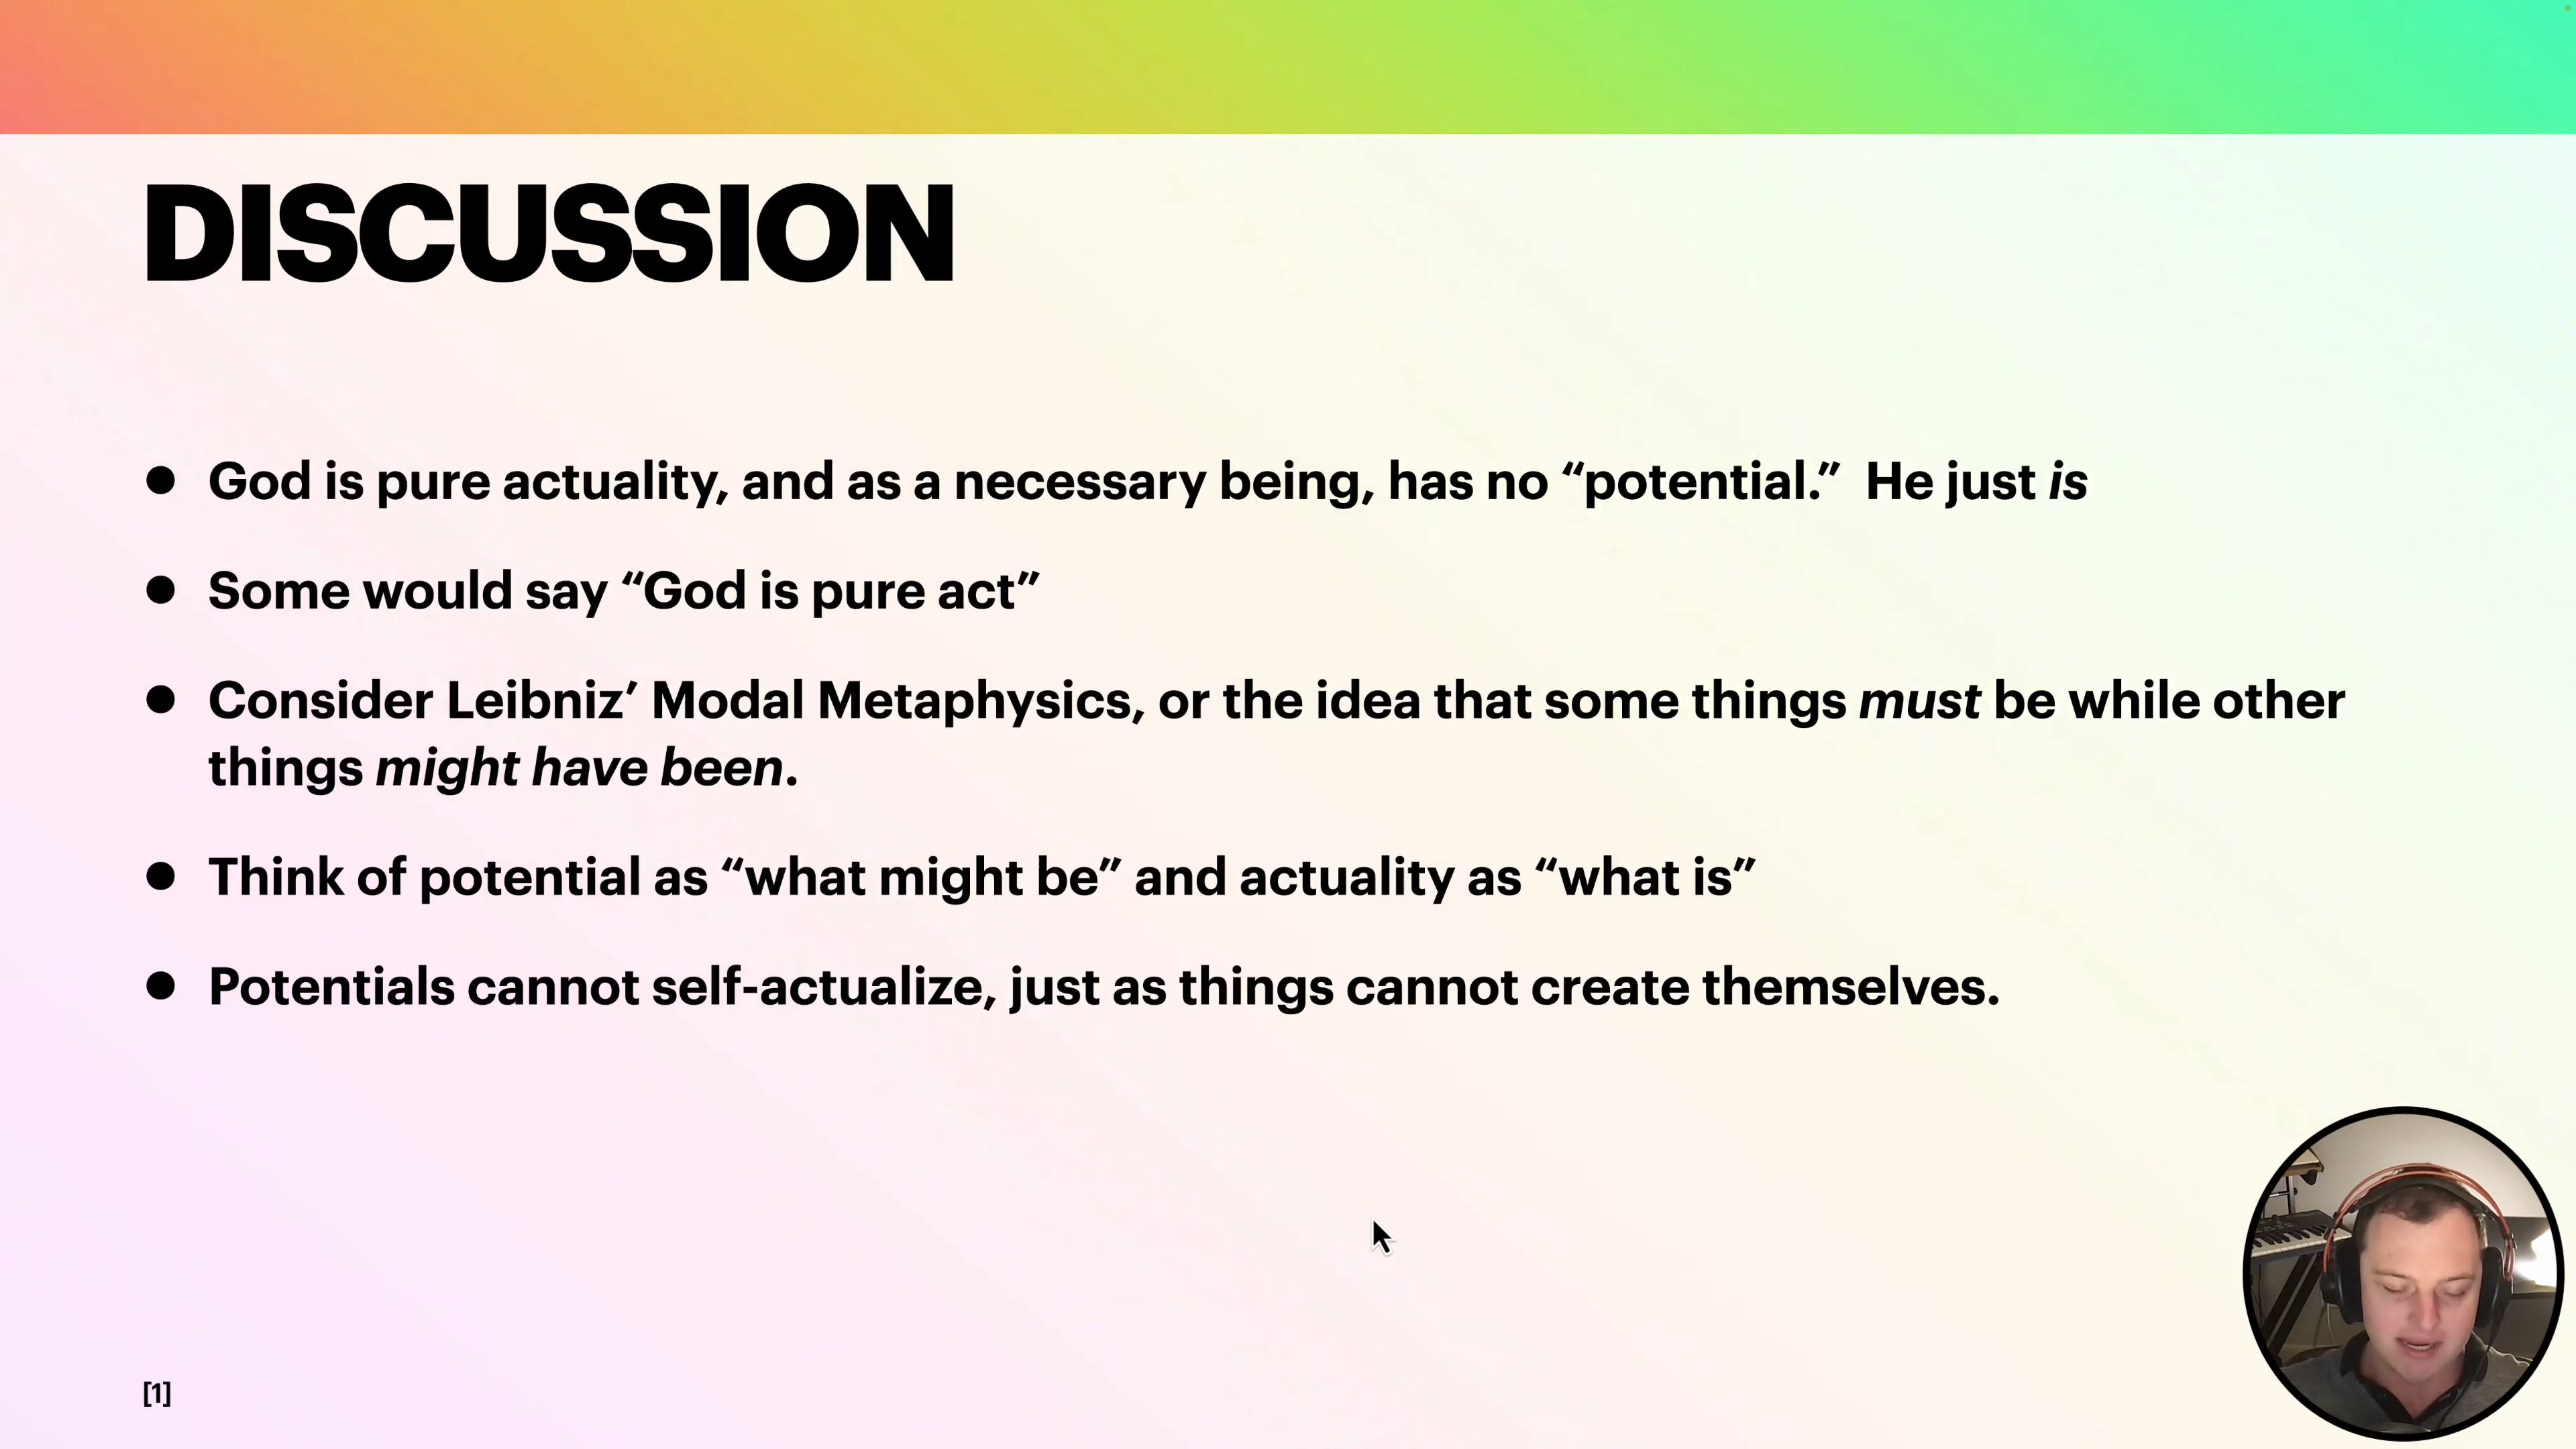 DISCUSSION
God is pure actuality, and as a necessary being, has no “potential.”  He just is
Some would say “God is pure act”
Consider Leibniz’ Modal Metaphysics, or the idea that some things must be while other
things might have been.
Think of potential as “what might be” and actuality as “what is”
Potentials cannot self-actualize, just as things cannot create themselves.
[1]